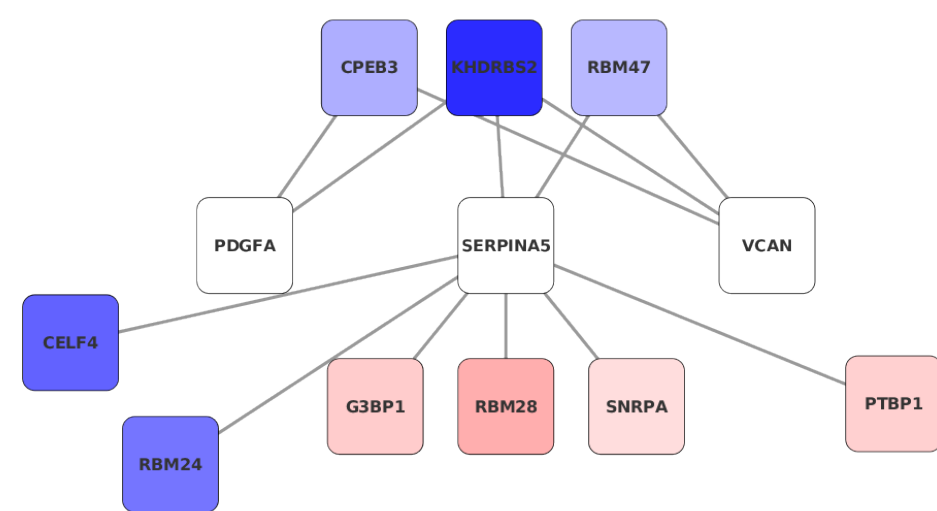 CPEB3
KHDRBS2
RBM47
PDGFA
SERPINA5
VCAN
CELF4
G3BP1
RBM28
SNRPA
PTBP1
RBM24